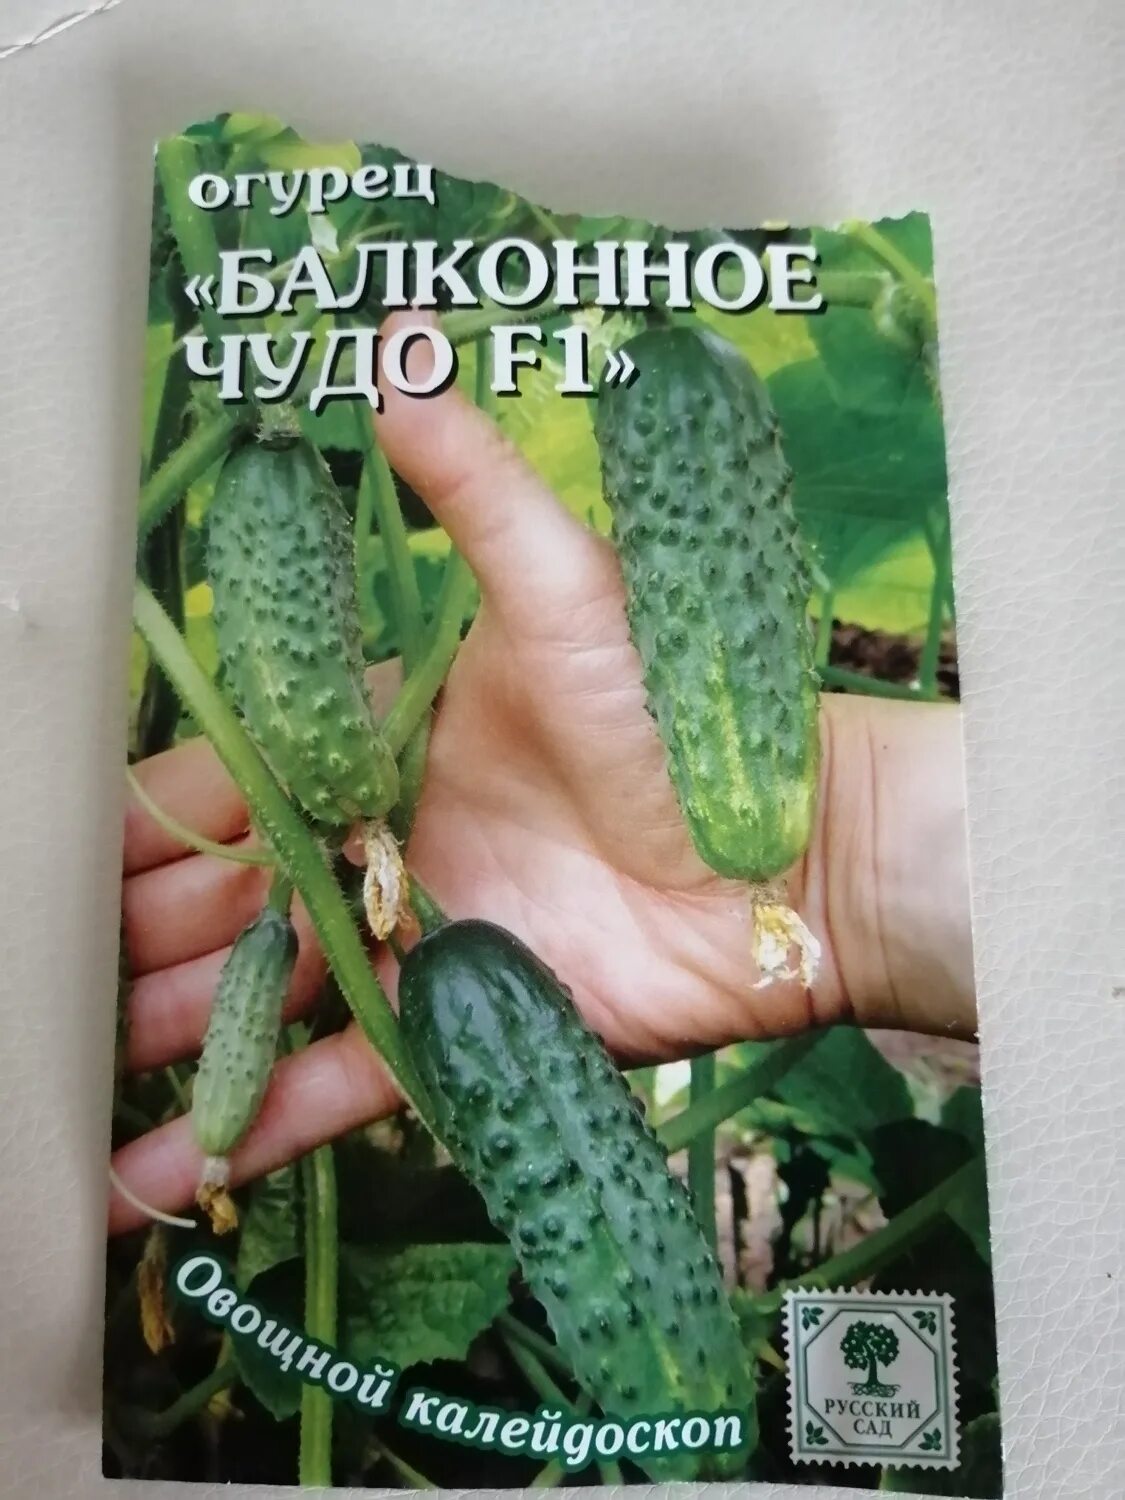 огурец
«БАЛКОННОЕ
ЧУДО F1»
Овощной калейдоскоп
РУССКИЙ
САД